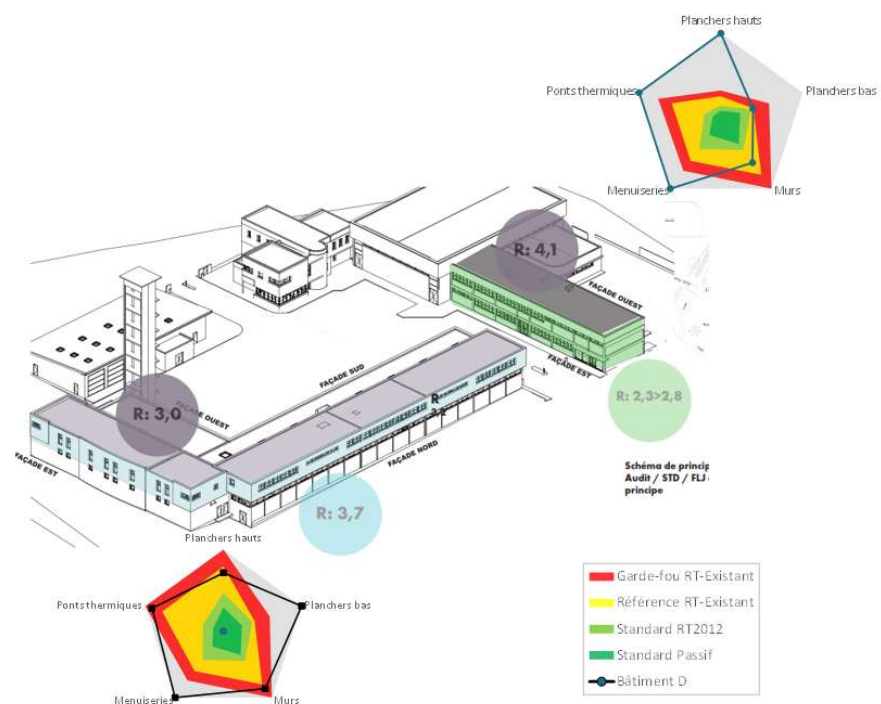 Planchers hauts
Ponts thermiques
Planchers bas
Menuiseries
Murs
R: 4,1
FAÇADE OUEST
FAÇADE EST
R: 2,3>2,8
FAÇADE SUD
R: 3,0
FAÇADE OUEST
R
FAÇADE EST
FAÇADE NORD
R: 3,7
Schéma de princip
Audit / STD / FLJ
principe
Planchers hauts
Ponts thermiques
Planchers bas
Menuiseries
Murs
Garde-fou RT-Existant
Référence RT-Existant
Standard RT2012
Standard Passif
Bâtiment D